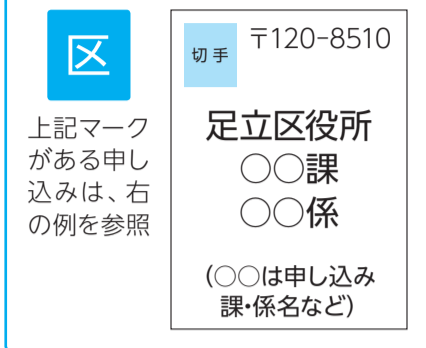 区
上記マーク
がある申し
込みは、右
の例を参照
切手
〒120-8510
足立区役所
○○課
○○係
(○○は申し込み
課・係名など)